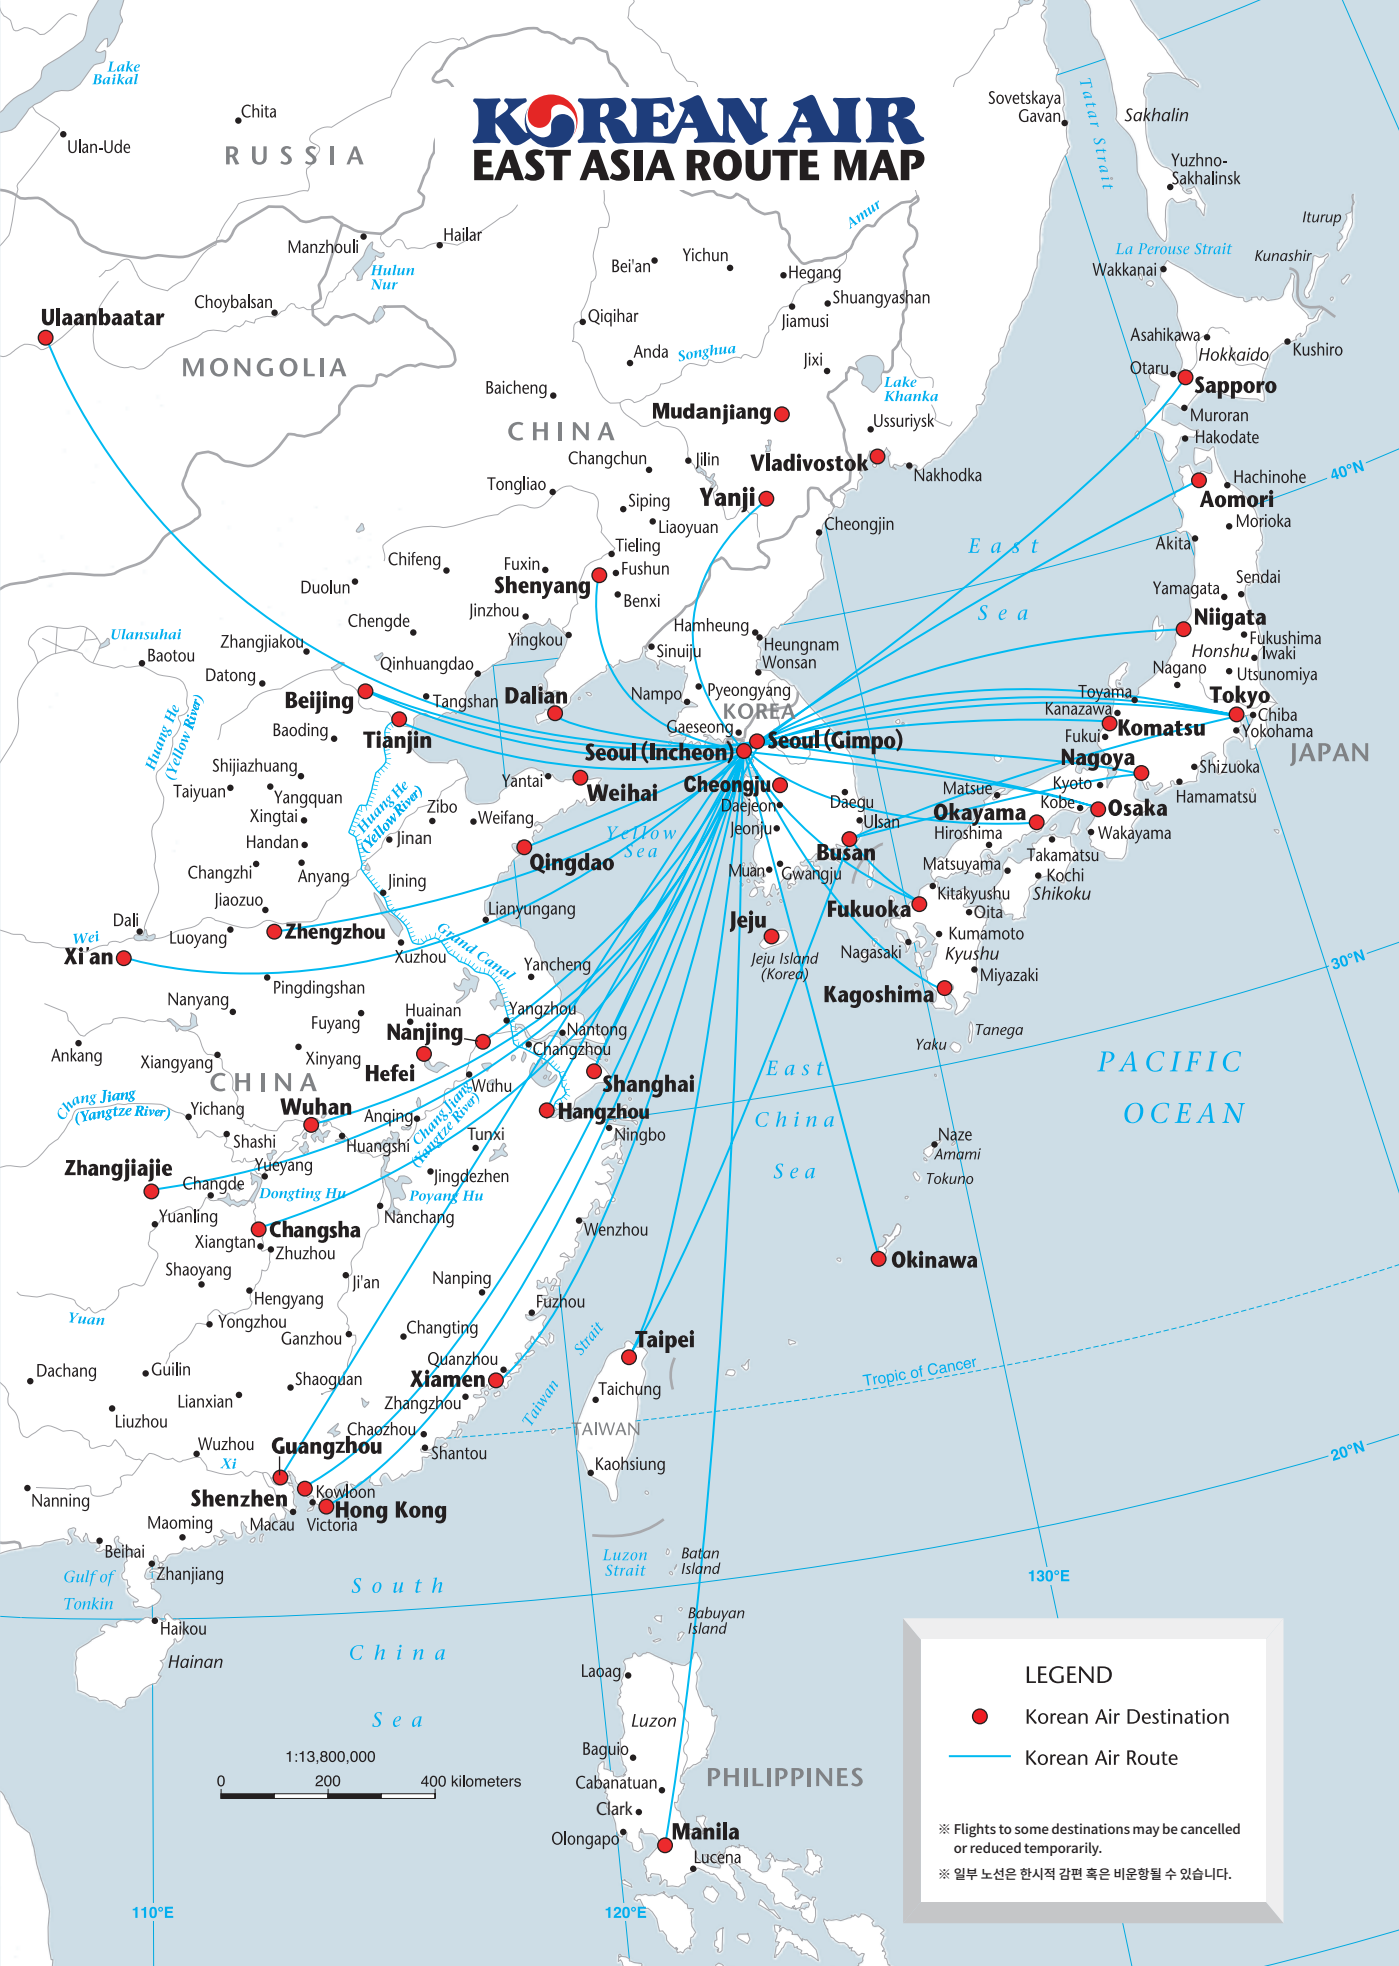 KOREAN AIR
EAST ASIA ROUTE MAP
Lake
Baikal
Chita
Ulan-Ude
RUSSIA
Sovetskaya
Gavan
Tatar Strait
Sakhalin
Yuzhno-
Sakhalinsk
Iturup
Kunashir
La Perouse Strait
Wakkanai
Amur
Manzhouli
Hailar
Hulun
Nur
Choybalsan
Ulaanbaatar
MONGOLIA
Bei'an
Yichun
Hegang
Shuangyashan
Jiamusi
Qiqihar
Anda
Songhua
Jixi
Lake
Khanka
Baicheng
Mudanjiang
Ussuriysk
CHINA
Changchun
Jilin
Vladivostok
Nakhodka
Tongliao
Yanji
Siping
Liaoyuan
Cheongjin
Asahikawa
Hokkaido
Kushiro
Otaru
Sapporo
Muroran
Hakodate
40°N
Hachinohe
Aomori
Morioka
Akita
East
Sea
Sendai
Yamagata
Niigata
Fukushima
Honshu
Iwaki
Nagano
Utsunomiya
Toyama
Tokyo
Kanazawa
Chiba
Komatsu
Fukui
Yokohama
JAPAN
Nagoya
Shizuoka
Kyoto
Hamamatsu
Matsue
Kobe
Osaka
Okayama
Hiroshima
Wakayama
Takamatsu
Matsuyama
Kochi
Shikoku
Kitakyushu
Fukuoka
Oita
Kumamoto
Nagasaki
Kyushu
Miyazaki
Kagoshima
30°N
Tanega
Yaku
Tieling
Chifeng
Fuxin
Fushun
Shenyang
Duolun
Benxi
Jinzhou
Chengde
Yingkou
Hamheung
Heungnam
Wonsan
Sinuiju
Ulansuhai
Baotou
Zhangjiakou
Qinhuangdao
Datong
Beijing
Tangshan
Dalian
Nampo
Pyeongyang
KOREA
Gaeseong
Huang He
(Yellow River)
Baoding
Tianjin
Seoul (Incheon)
Seoul (Gimpo)
Shijiazhuang
Taiyuan
Yangquan
Yantai
Weihai
Cheongju
Daejeon
Daegu
Xingtai
Huang He
(Yellow River)
Zibo
Weifang
Yellow
Sea
Jeonju
Ulsan
Handan
Jinan
Busan
Changzhi
Anyang
Qingdao
Muan
Gwangju
Jining
Jiaozuo
Lianyungang
Jeju
Dali
Luoyang
Zhengzhou
Wei
Xi'an
Grand Canal
Xuzhou
Jeju Island
(Korea)
Pingdingshan
Yancheng
Nanyang
Fuyang
Huainan
Yangzhou
Nanjing
Nantong
Changzhou
Ankang
Xiangyang
Xinyang
Hefei
CHINA
Wuhu
Shanghai
Chang Jiang
(Yangtze River)
Yichang
Wuhan
Anqing
Chang Jiang
(Yangtze River)
Hangzhou
Ningbo
Shashi
Huangshi
Tunxi
Yueyang
Zhangjiajie
Changde
Dongting Hu
Jingdezhen
Poyang Hu
Yuanling
Nanchang
Changsha
Wenzhou
Xiangtan
Zhuzhou
Shaoyang
Ji'an
Nanping
Hengyang
Yuan
Yongzhou
Ganzhou
Changting
Fuzhou
Dachang
Guilin
Quanzhou
Shaoguan
Xiamen
Lianxian
Zhangzhou
Liuzhou
Chaozhou
Wuzhou
Guangzhou
Shantou
Xi
Nanning
Shenzhen
Kowloon
Hong Kong
Macau
Victoria
Maoming
Beihai
Zhanjiang
Gulf of
Tonkin
Haikou
Hainan
East
China
Sea
PACIFIC
OCEAN
Naze
Amami
Tokuno
Okinawa
Taiwan
Strait
Taipei
Taichung
TAIWAN
Kaohsiung
Tropic of Cancer
20°N
Luzon
Strait
Batan
Island
Babuyan
Island
130°E
South
China
Sea
Laoag
Luzon
Baguio
Cabanatuan
PHILIPPINES
Clark
Olongapo
Manila
Lucena
1:13,800,000
0 200 400 kilometers
110°E
120°E
LEGEND
Korean Air Destination
Korean Air Route
※ Flights to some destinations may be cancelled
or reduced temporarily.
※ 일부 노선은 한시적 감편 혹은 비운항될 수 있습니다.